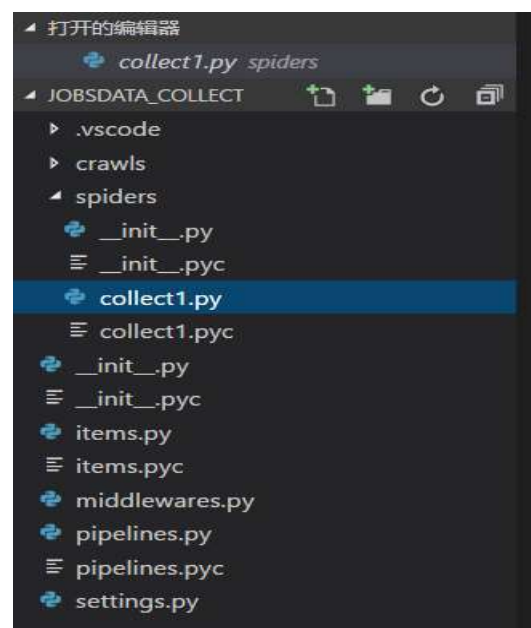 打开的编辑器
collect1.py spiders
JOBSDATA_COLLECT
.vscode
crawls
spiders
__init__.py
__init__.pyc
collect1.py
collect1.pyc
__init__.py
__init__.pyc
items.py
items.pyc
middlewares.py
pipelines.py
pipelines.pyc
settings.py